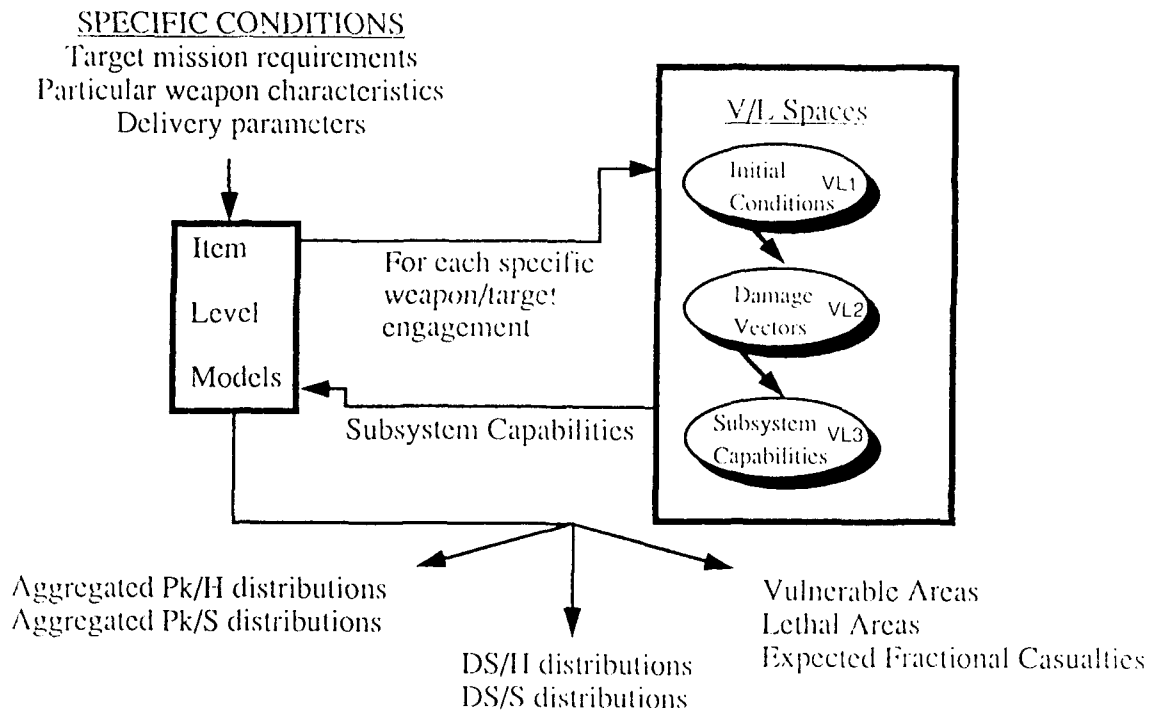 SPECIFIC CONDITIONS
Target mission requirements
Particular weapon characteristics
Delivery parameters
Item
Level
Models
For each specific
weapon/target
engagement
Subsystem Capabilities
V/L Spaces
Initial
Conditions
VL1
Damage
Vectors
VL2
Subsystem
Capabilities
VL3
Aggregated Pk/H distributions
Aggregated Pk/S distributions
DS/H distributions
DS/S distributions
Vulnerable Areas
Lethal Areas
Expected Fractional Casualties